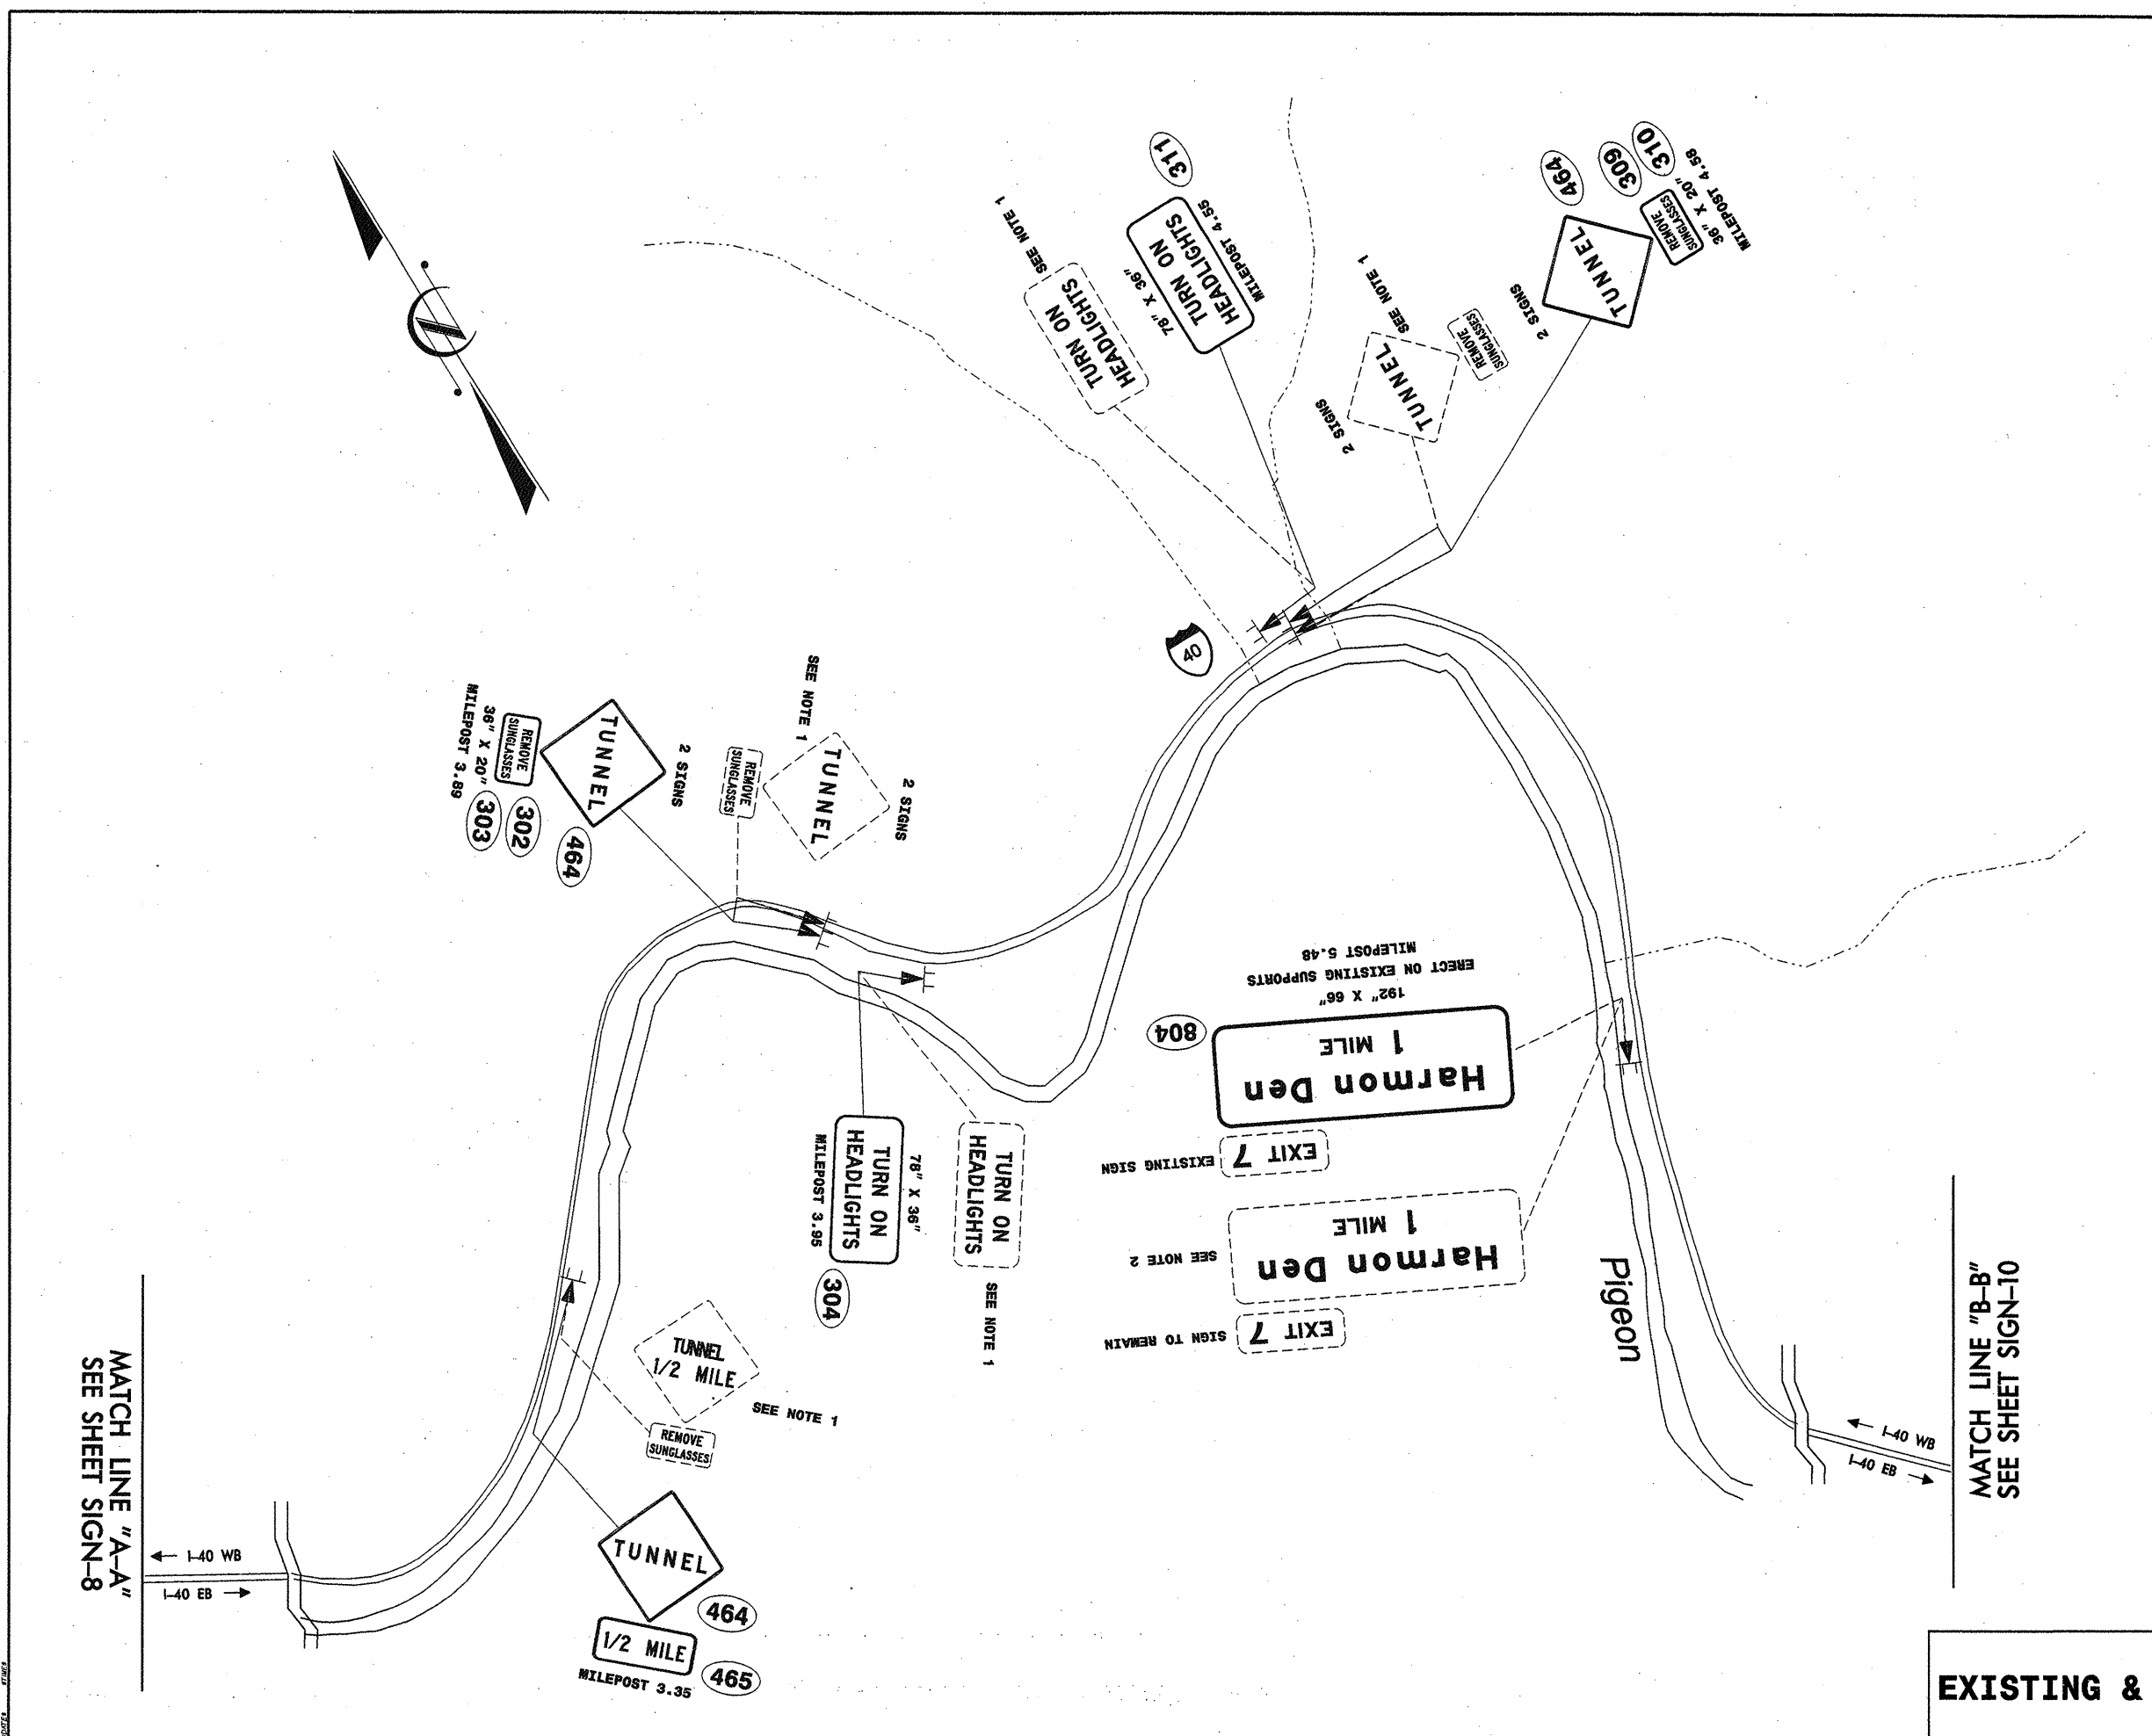 311
SEE NOTE 1
TURN ON
HEADLIGHTS
78" X 36"
TURN ON
HEADLIGHTS
MILEPOST 4.55
464
309
310
TUNNEL
REMOVE
SUNGLASSES
36" X 20"
MILEPOST 4.58
2 SIGNS
SEE NOTE 1
TUNNEL
REMOVE
SUNGLASSES
2 SIGNS
40
SEE NOTE 1
TUNNEL
REMOVE
SUNGLASSES
2 SIGNS
TUNNEL
2 SIGNS
REMOVE
SUNGLASSES
36" X 20"
MILEPOST 3.89
303
302
464
804
192" X 66"
ERECT ON EXISTING SUPPORTS
MILEPOST 5.48
Harmon Den
1 MILE
EXIT 7
EXISTING SIGN
Harmon Den
1 MILE
SEE NOTE 2
EXIT 7
SIGN TO REMAIN
78" X 36"
TURN ON
HEADLIGHTS
MILEPOST 3.95
304
TURN ON
HEADLIGHTS
SEE NOTE 1
TUNNEL
1/2 MILE
SEE NOTE 1
REMOVE
SUNGLASSES
TUNNEL
464
1/2 MILE
465
MILEPOST 3.35
Pigeon
MATCH LINE "A-A"
SEE SHEET SIGN-8
I-40 WB
I-40 EB
MATCH LINE "B-B"
SEE SHEET SIGN-10
I-40 WB
I-40 EB
EXISTING &